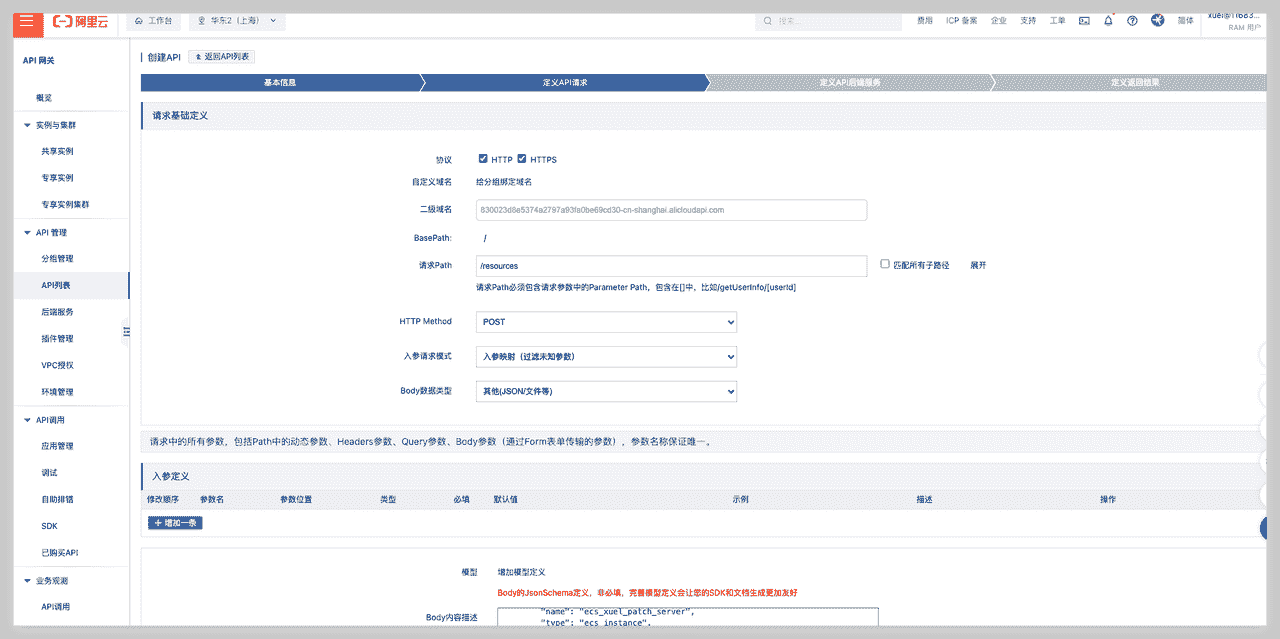 阿里云
工作台
华东2（上海）
搜索...
费用
ICP 备案
企业
支持
工单
简体
RAM 用户
API 网关
创建API
返回API列表
基本信息
定义API请求
定义API后端服务
定义返回结果
概览
实例与集群
共享实例
专享实例
专享实例集群
API 管理
分组管理
API列表
后端服务
插件管理
VPC授权
环境管理
API调用
应用管理
调试
自助排错
SDK
已购买API
业务观测
API调用
请求基础定义
协议 HTTP HTTPS
自定义域名 给分组绑定域名
二级域名 830023d8e5374a2797a93fa0be69cd30-cn-shanghai.alicloudapi.com
BasePath: /
请求Path /resources 匹配所有子路径 展开
请求Path必须包含请求参数中的Parameter Path，包含在[]中，比如/getUserInfo/[userId]
HTTP Method POST
入参请求模式 入参映射（过滤未知参数）
Body数据类型 其他(JSON/文件等)
请求中的所有参数，包括Path中的动态参数、Headers参数、Query参数、Body参数（通过Form表单传输的参数），参数名称保证唯一。
入参定义
修改顺序 参数名 参数位置 类型 必填 默认值 示例 描述 操作
增加一条
模型 增加模型定义
Body的JsonSchema定义，非必填，完善模型定义会让您的SDK和文档生成更加友好
Body内容描述
"name": "ecs_xuel_patch_server",
"type": "ecs_instance",